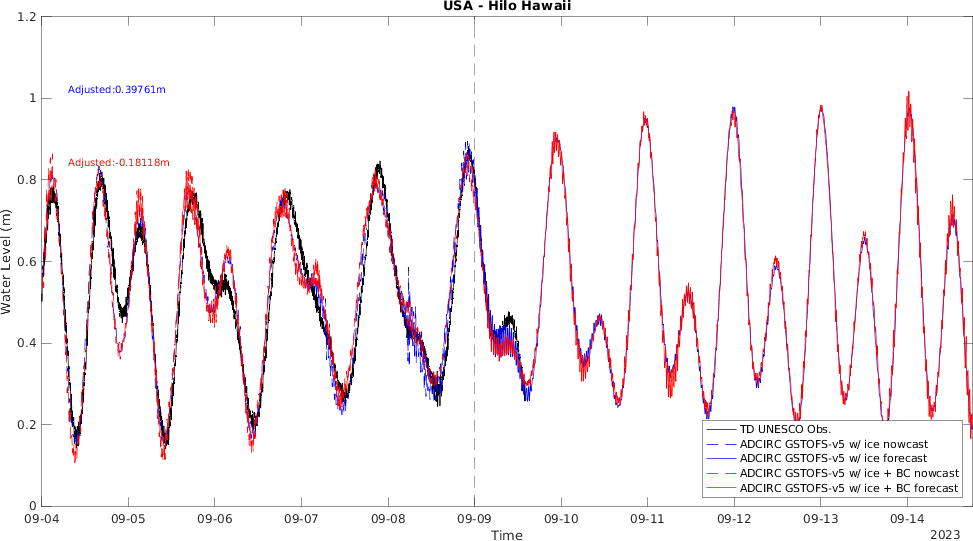 USA - Hilo Hawaii
1.2
1
0.8
0.6
0.4
0.2
0
Water Level (m)
Adjusted:0.39761m
Adjusted:-0.18118m
TD UNESCO Obs.
ADCIRC GSTOFS-v5 w/ ice nowcast
ADCIRC GSTOFS-v5 w/ ice forecast
ADCIRC GSTOFS-v5 w/ ice + BC nowcast
ADCIRC GSTOFS-v5 w/ ice + BC forecast
09-04 09-05 09-06 09-07 09-08 09-09 09-10 09-11 09-12 09-13 09-14
Time
2023